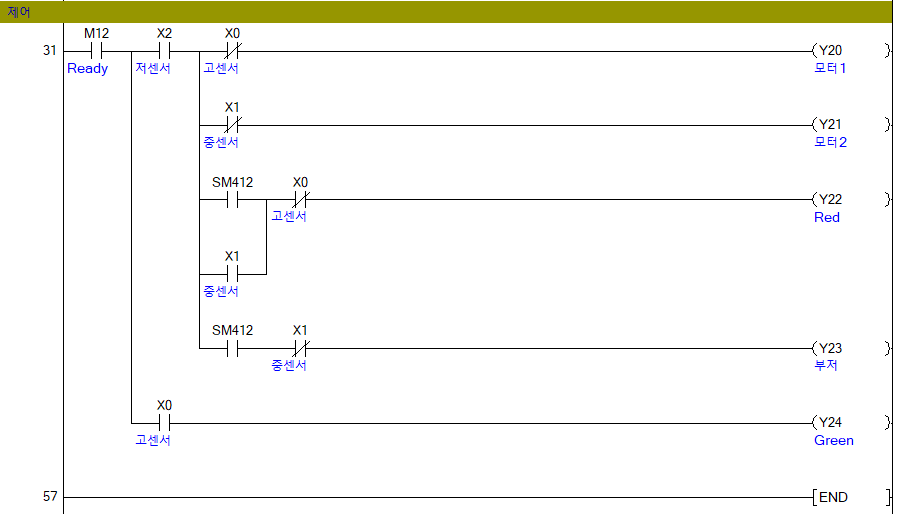 제어
M12 X2 X0
31 Y20
Ready 저센서 고센서 모터1
X1
Y21
중센서 모터2
SM412 X0
Y22
고센서 Red
X1
중센서
SM412 X1
Y23
중센서 부저
X0
Y24
고센서 Green
57 END